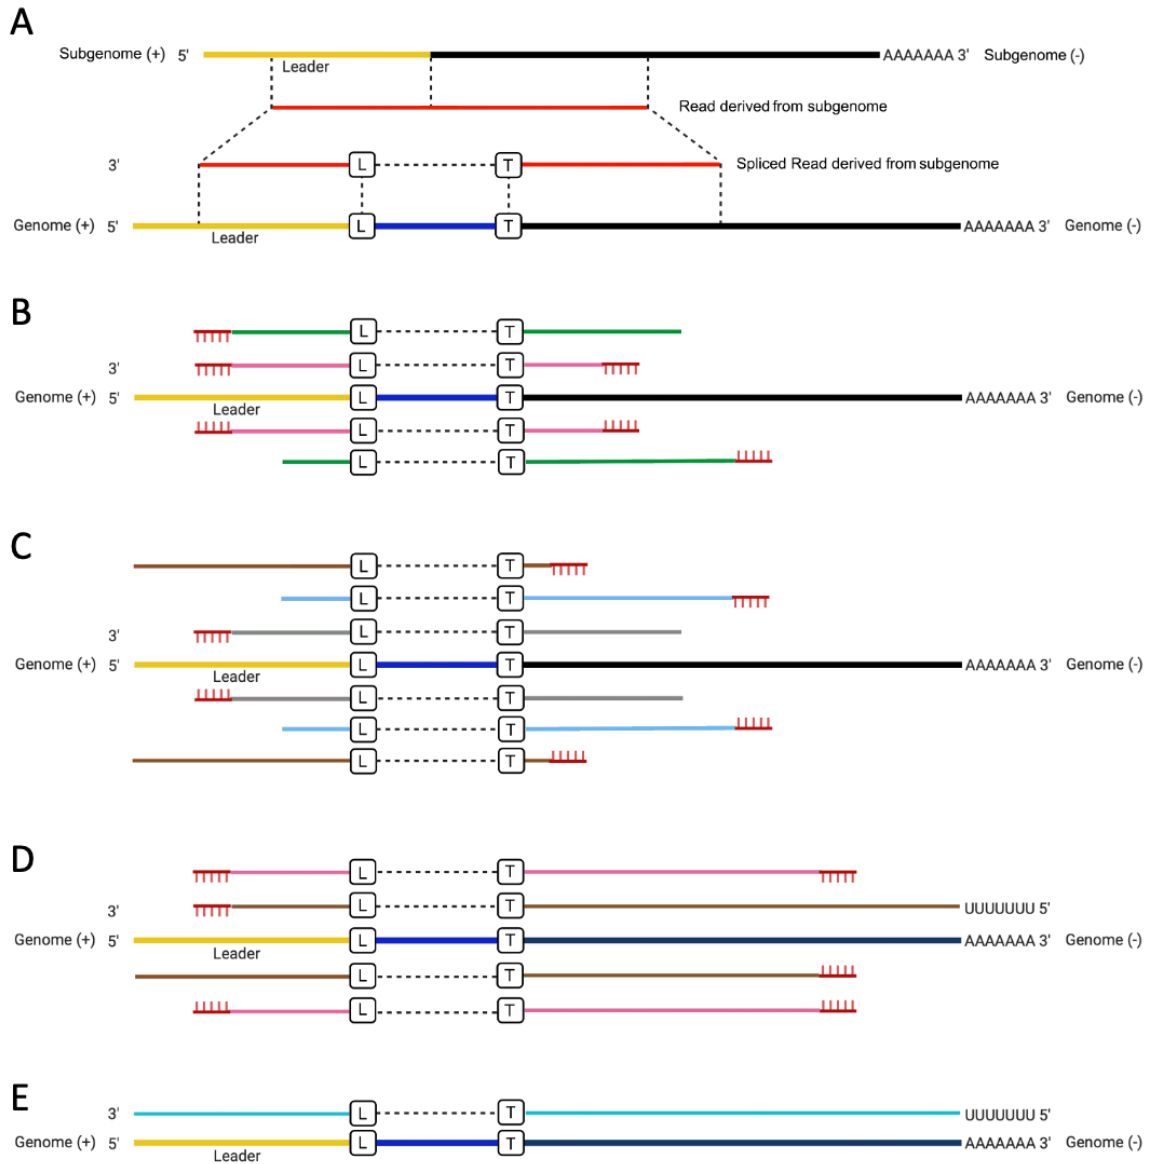 A
Subgenome (+) 5' AAAAAAA 3' Subgenome (-)
Leader
Read derived from subgenome
3' L T Spliced Read derived from subgenome
Genome (+) 5' L T AAAAAAA 3' Genome (-)
Leader
B
L T
3' L T
Genome (+) 5' L T AAAAAAA 3' Genome (-)
Leader
L T
L T
C
L T
L T
3' L T
Genome (+) 5' L T AAAAAAA 3' Genome (-)
Leader
L T
L T
L T
D
L T
3' L T UUUUUUU 5'
Genome (+) 5' L T AAAAAAA 3' Genome (-)
Leader
L T
L T
E
3' L T UUUUUUU 5'
Genome (+) 5' L T AAAAAAA 3' Genome (-)
Leader